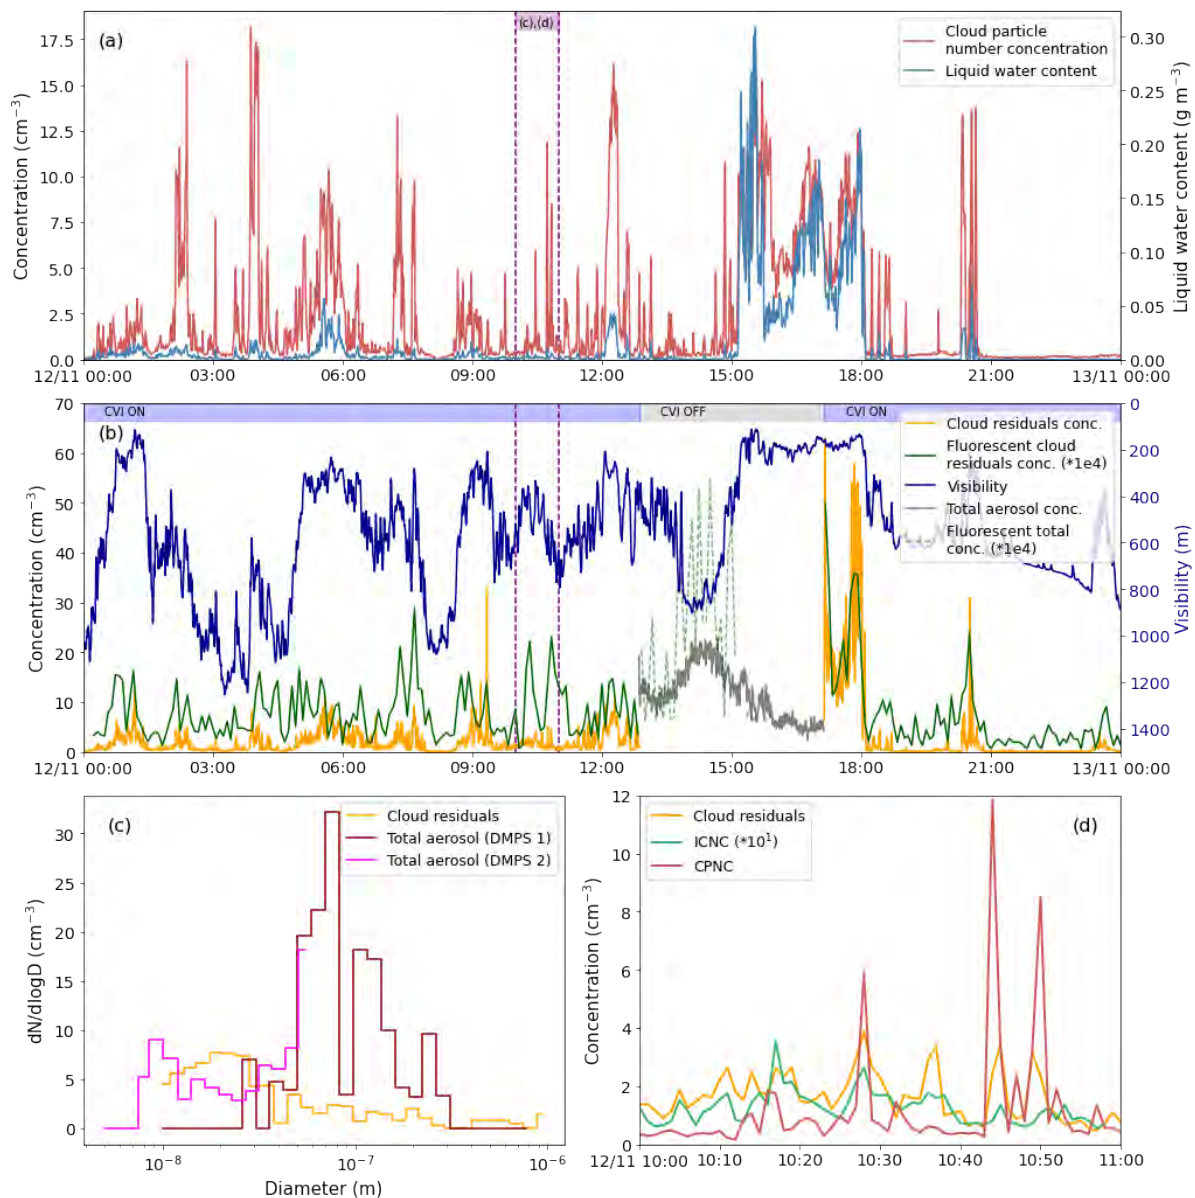 (a)
(c),(d)
Cloud particle
number concentration
Liquid water content
Concentration (cm⁻³)
17.5
15.0
12.5
10.0
7.5
5.0
2.5
0.0
Liquid water content (g m⁻³)
0.30
0.25
0.20
0.15
0.10
0.05
0.00
12/11 00:00 03:00 06:00 09:00 12:00 15:00 18:00 21:00 13/11 00:00
CVI ON CVI OFF CVI ON
(b)
Cloud residuals conc.
Fluorescent cloud
residuals conc. (*1e4)
Visibility
Total aerosol conc.
Fluorescent total
conc. (*1e4)
Concentration (cm⁻³)
70
60
50
40
30
20
10
0
Visibility (m)
0
200
400
600
800
1000
1200
1400
12/11 00:00 03:00 06:00 09:00 12:00 15:00 18:00 21:00 13/11 00:00
(c)
Cloud residuals
Total aerosol (DMPS 1)
Total aerosol (DMPS 2)
dN/dlogD (cm⁻³)
30
25
20
15
10
5
0
10⁻⁸ 10⁻⁷ 10⁻⁶
Diameter (m)
(d)
Cloud residuals
ICNC (*10¹)
CPNC
Concentration (cm⁻³)
12
10
8
6
4
2
0
12/11 10:00 10:10 10:20 10:30 10:40 10:50 11:00